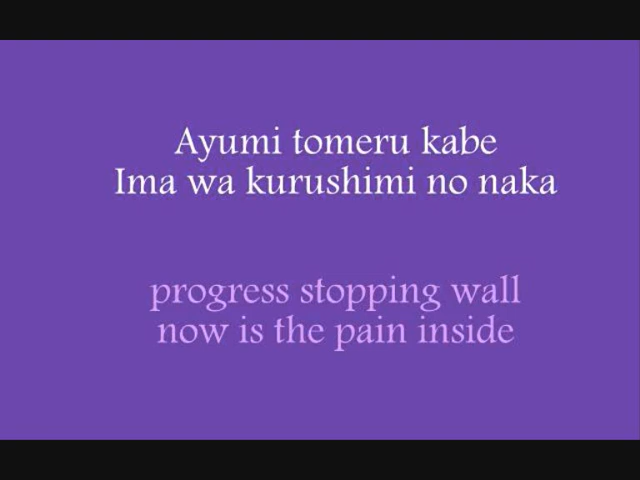 Ayumi tomeru kabe
Ima wa kurushimi no naka
progress stopping wall
now is the pain inside